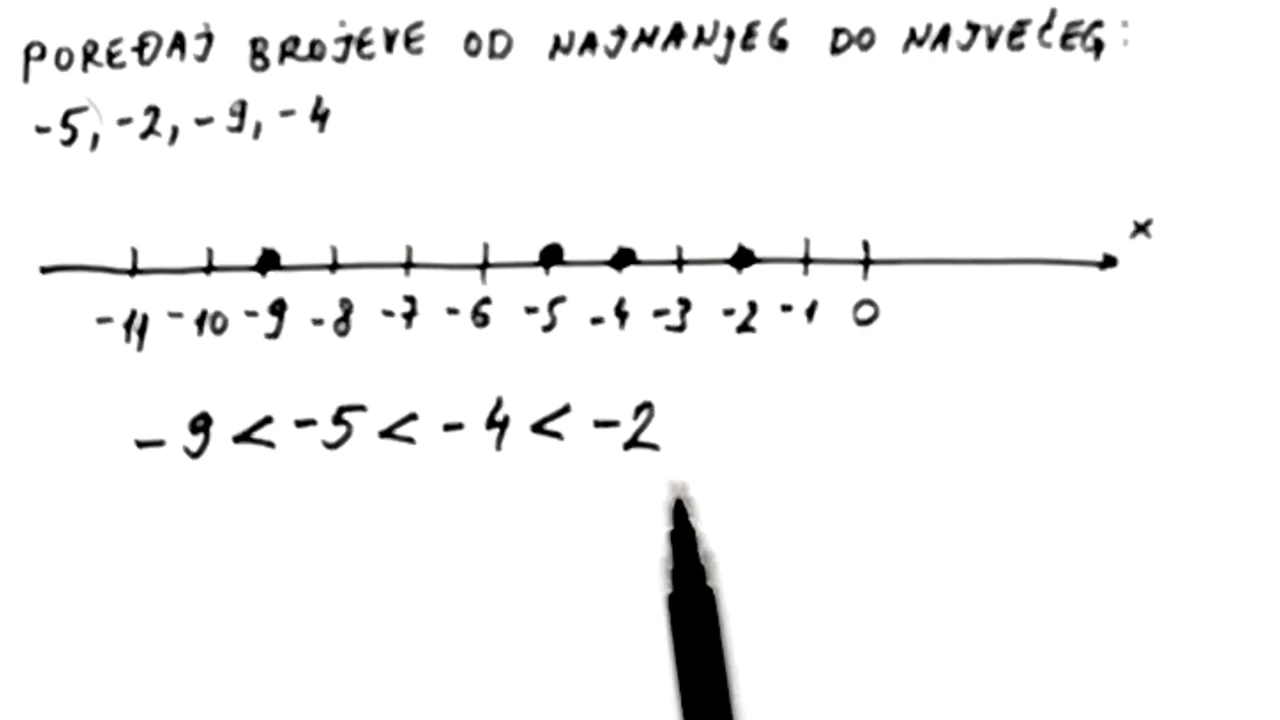 POREĐAJ BROJEVE OD NAJMANJEG DO NAJVEĆEG:
-5, -2, -9, -4
x
-11 -10 -9 -8 -7 -6 -5 -4 -3 -2 -1 0
-9 < -5 < -4 < -2